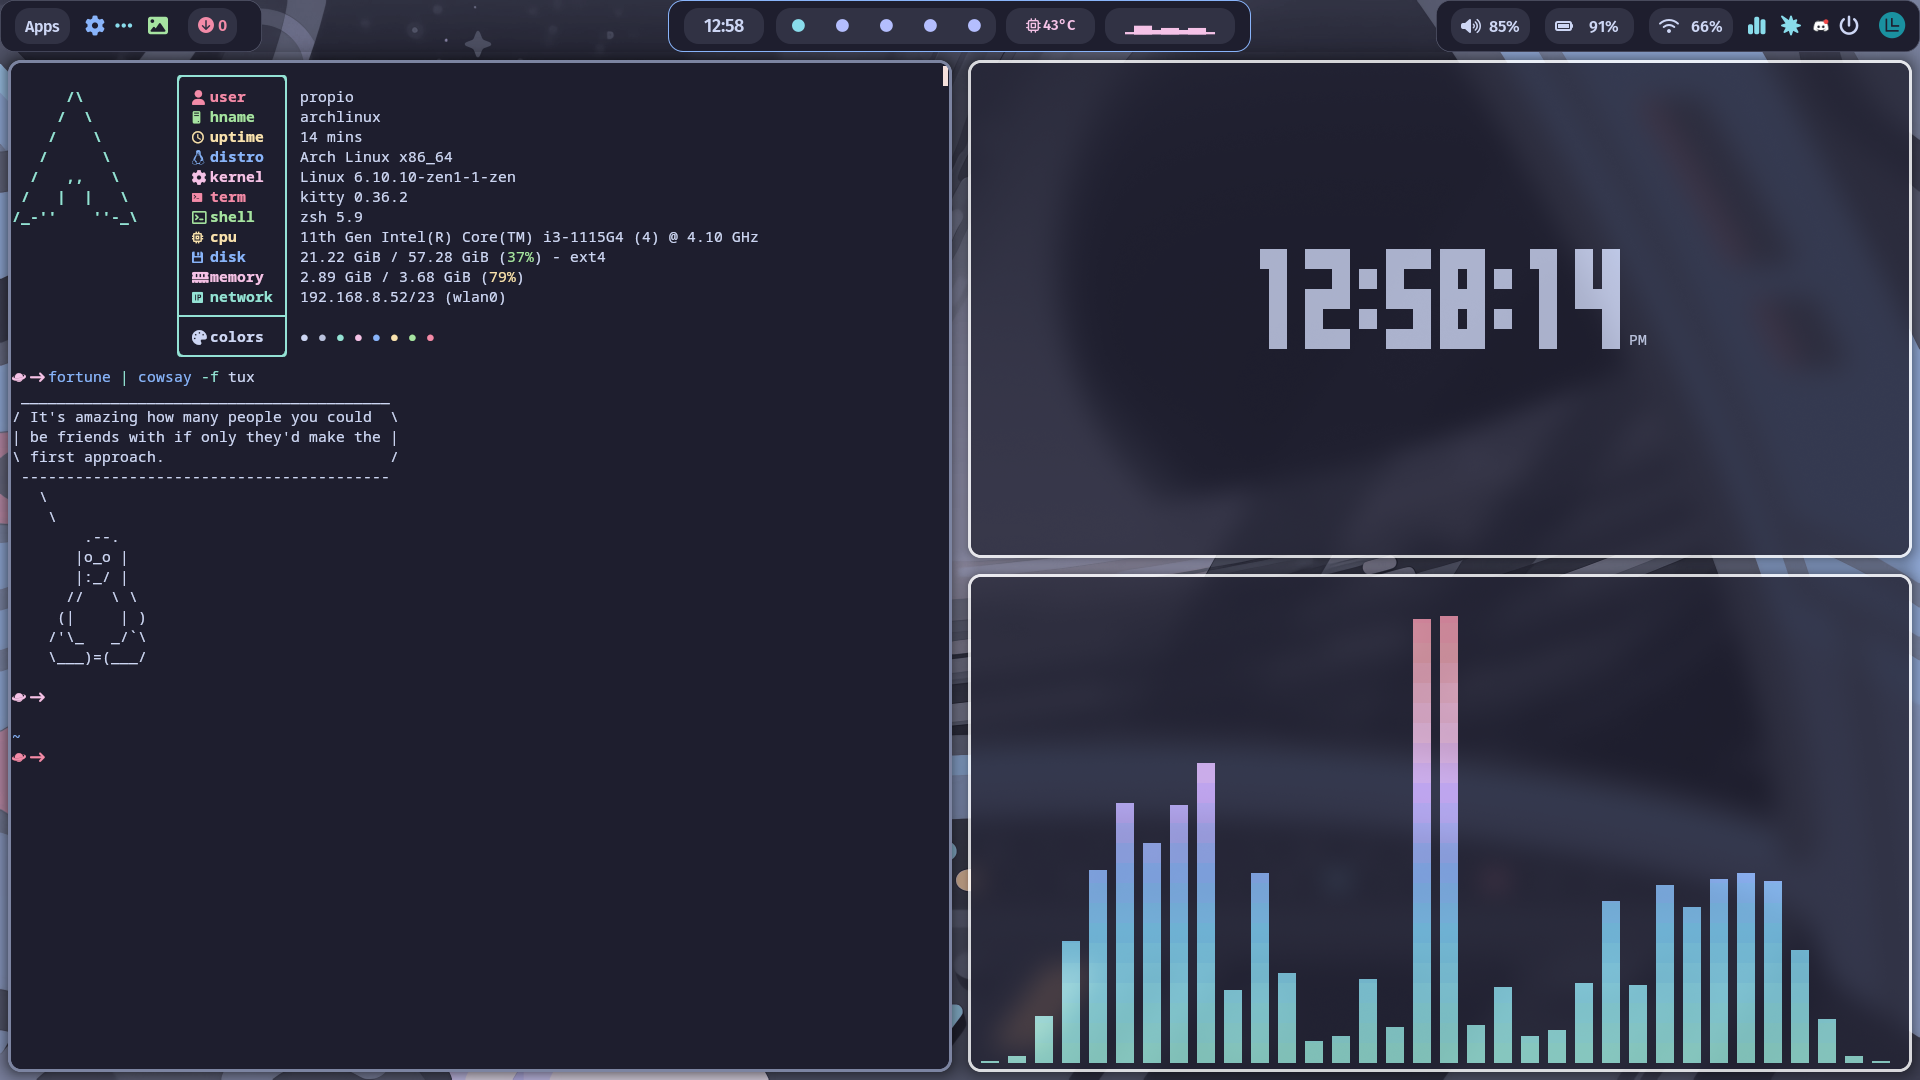 Apps
0
12:58
43°C
85%
91%
66%
user propio
hname archlinux
uptime 14 mins
distro Arch Linux x86_64
kernel Linux 6.10.10-zen1-1-zen
term kitty 0.36.2
shell zsh 5.9
cpu 11th Gen Intel(R) Core(TM) i3-1115G4 (4) @ 4.10 GHz
disk 21.22 GiB / 57.28 GiB (37%) - ext4
memory 2.89 GiB / 3.68 GiB (79%)
network 192.168.8.52/23 (wlan0)
colors
fortune | cowsay -f tux
/ It's amazing how many people you could \
| be friends with if only they'd make the |
\ first approach. /
~
12:58:14 PM